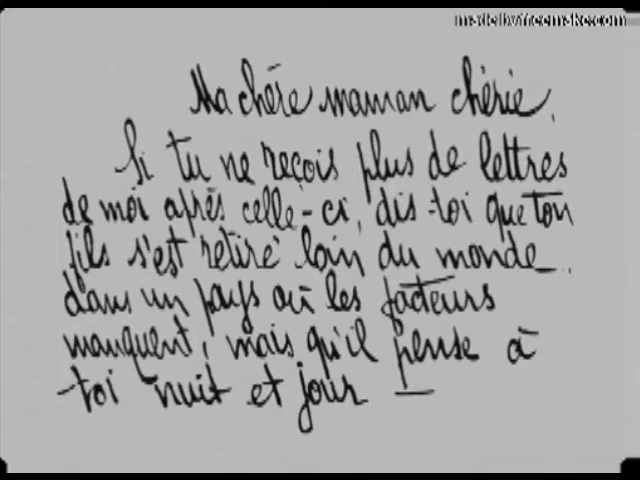 madelbvfreemake.com
Ma chère maman chérie,
Si tu ne reçois plus de lettres
de moi après celle-ci, dis-toi que ton
fils s'est retiré loin du monde
dans un pays où les facteurs
manquent, mais qu'il pense à
toi nuit et jour —